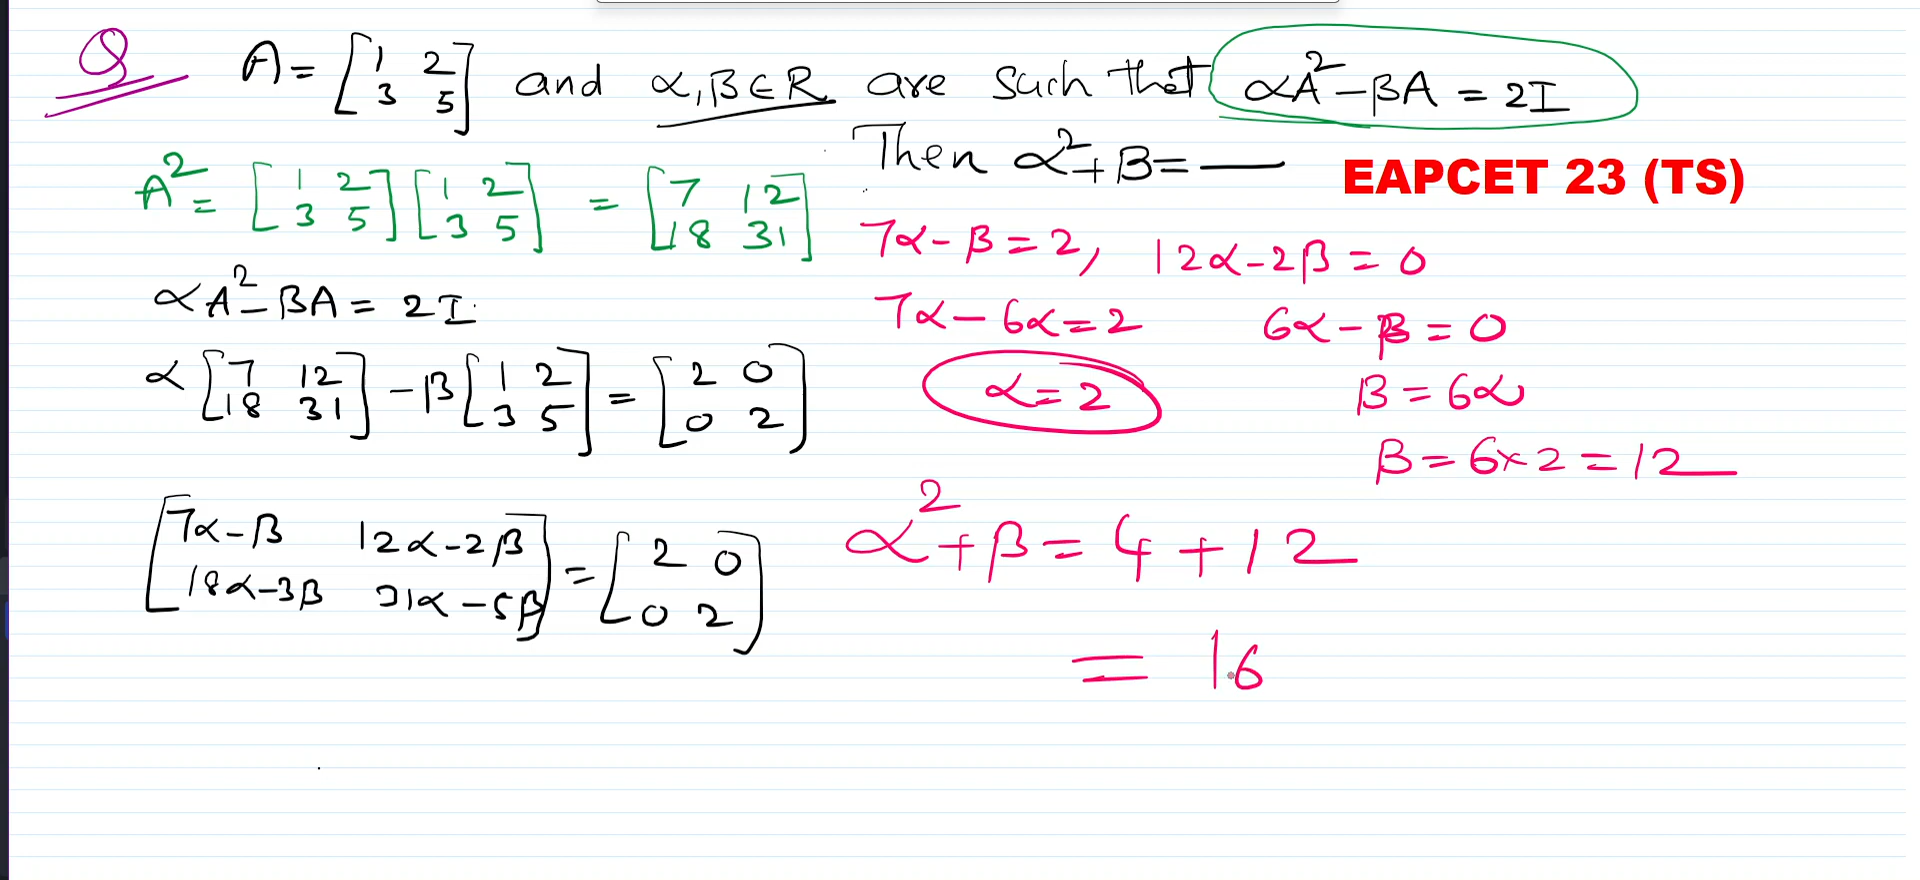 Q A = [1 2; 3 5] and α, β ∈ R are such that αA² - βA = 2I
Then α² + β = ___
EAPCET 23 (TS)
A² = [1 2; 3 5] [1 2; 3 5] = [7 12; 18 31]
αA² - βA = 2I
α [7 12; 18 31] - β [1 2; 3 5] = [2 0; 0 2]
[7α - β 12α - 2β; 18α - 3β 31α - 5β] = [2 0; 0 2]
7α - β = 2, 12α - 2β = 0
7α - 6α = 2 6α - β = 0
α = 2 β = 6α
β = 6 × 2 = 12
α² + β = 4 + 12
= 16